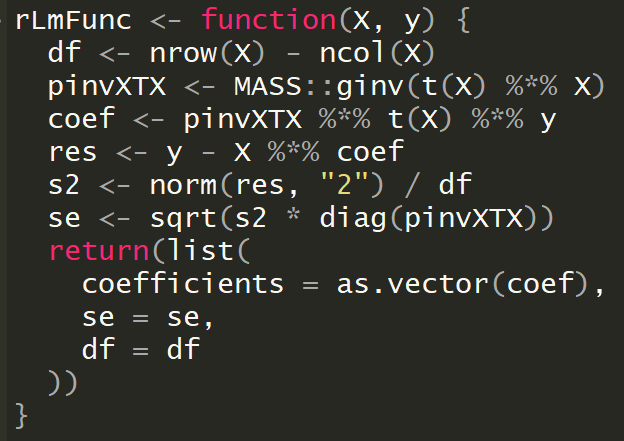 rLmFunc <- function(X, y) {
  df <- nrow(X) - ncol(X)
  pinvXTX <- MASS::ginv(t(X) %*% X)
  coef <- pinvXTX %*% t(X) %*% y
  res <- y - X %*% coef
  s2 <- norm(res, "2") / df
  se <- sqrt(s2 * diag(pinvXTX))
  return(list(
    coefficients = as.vector(coef),
    se = se,
    df = df
  ))
}